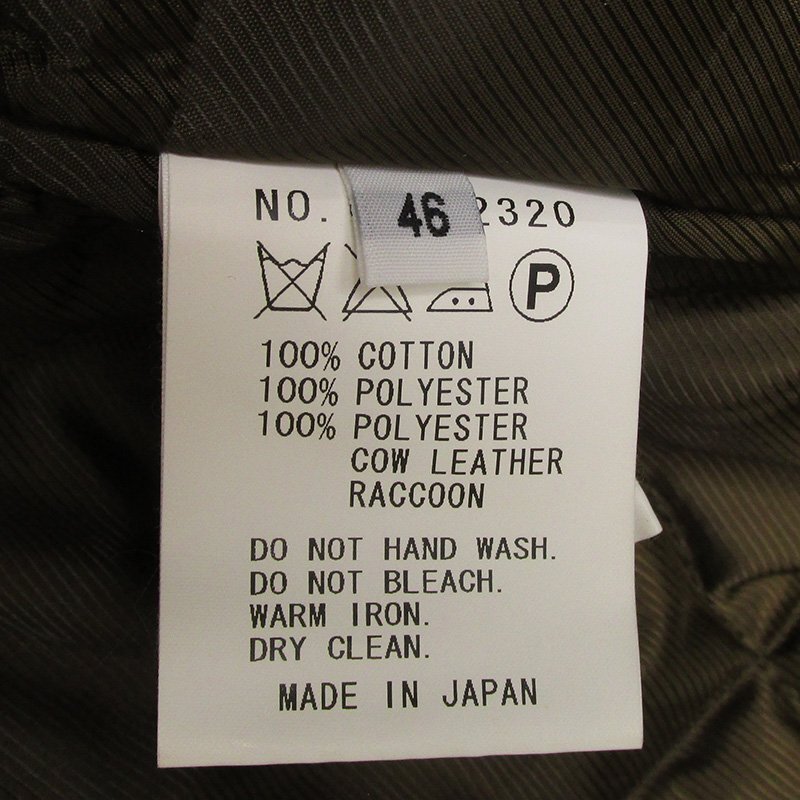 NO. 2320
46
P
100% COTTON
100% POLYESTER
100% POLYESTER
COW LEATHER
RACCOON
DO NOT HAND WASH.
DO NOT BLEACH.
WARM IRON.
DRY CLEAN.
MADE IN JAPAN